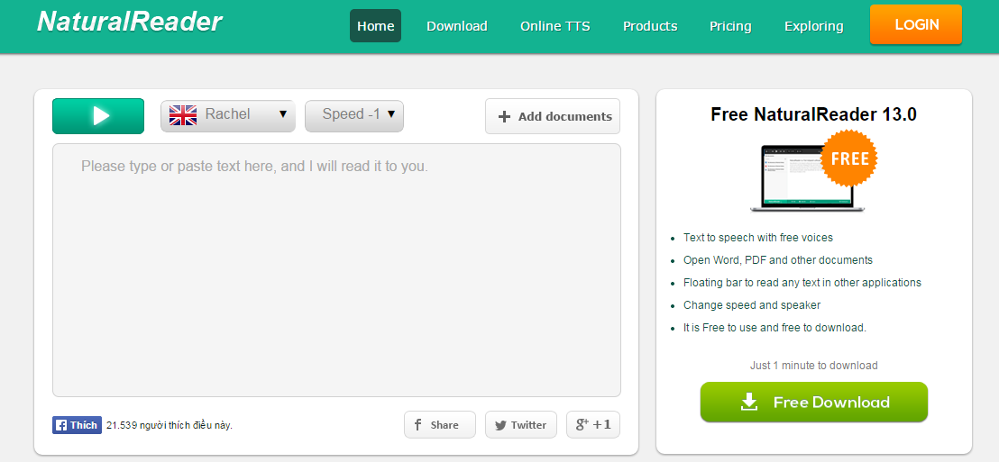 NaturalReader
Home
Download
Online TTS
Products
Pricing
Exploring
LOGIN
Rachel
Speed -1
Add documents
Please type or paste text here, and I will read it to you.
Thích
21.539 người thích điều này.
Share
Twitter
g+ +1
Free NaturalReader 13.0
FREE
• Text to speech with free voices
• Open Word, PDF and other documents
• Floating bar to read any text in other applications
• Change speed and speaker
• It is Free to use and free to download.
Just 1 minute to download
Free Download